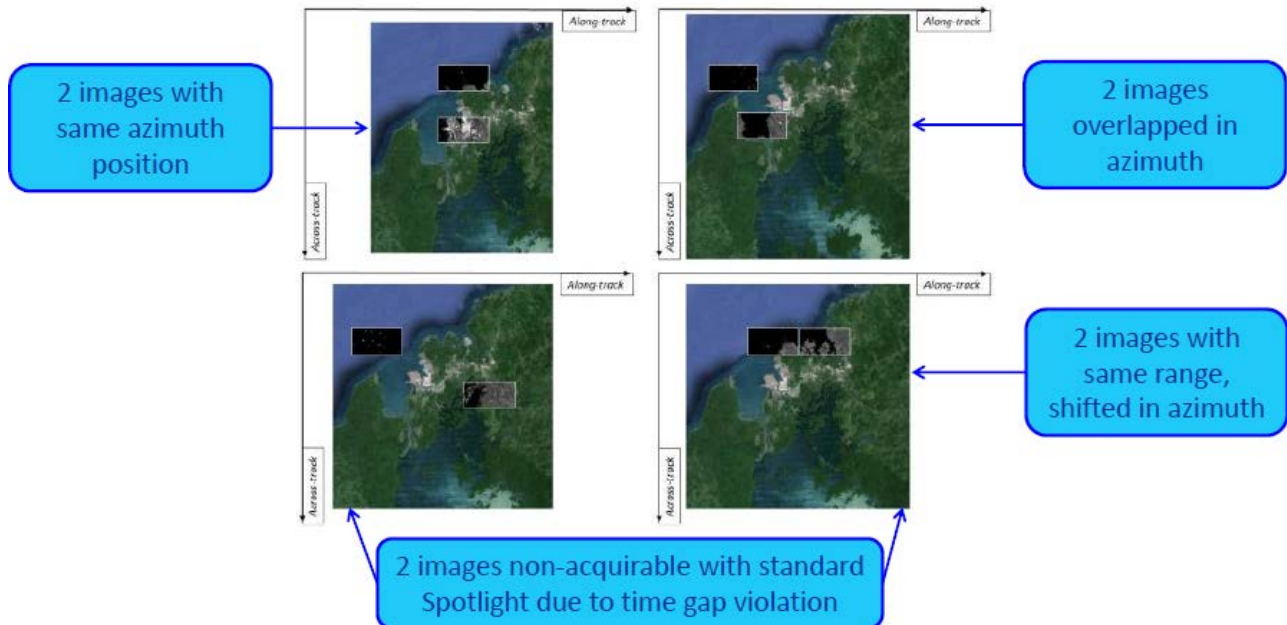 Along-track
Along-track
2 images with
same azimuth
position
2 images
overlapped in
azimuth
Across-track
Across-track
Along-track
Along-track
2 images with
same range,
shifted in azimuth
Across-track
Across-track
2 images non-acquirable with standard
Spotlight due to time gap violation